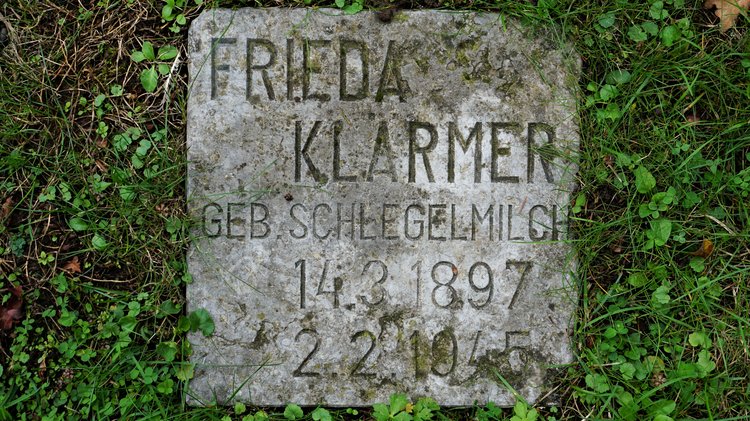 FRIEDA
KLARMER
GEB. SCHLEGELMILCH
14.3.1897
2.2.1945